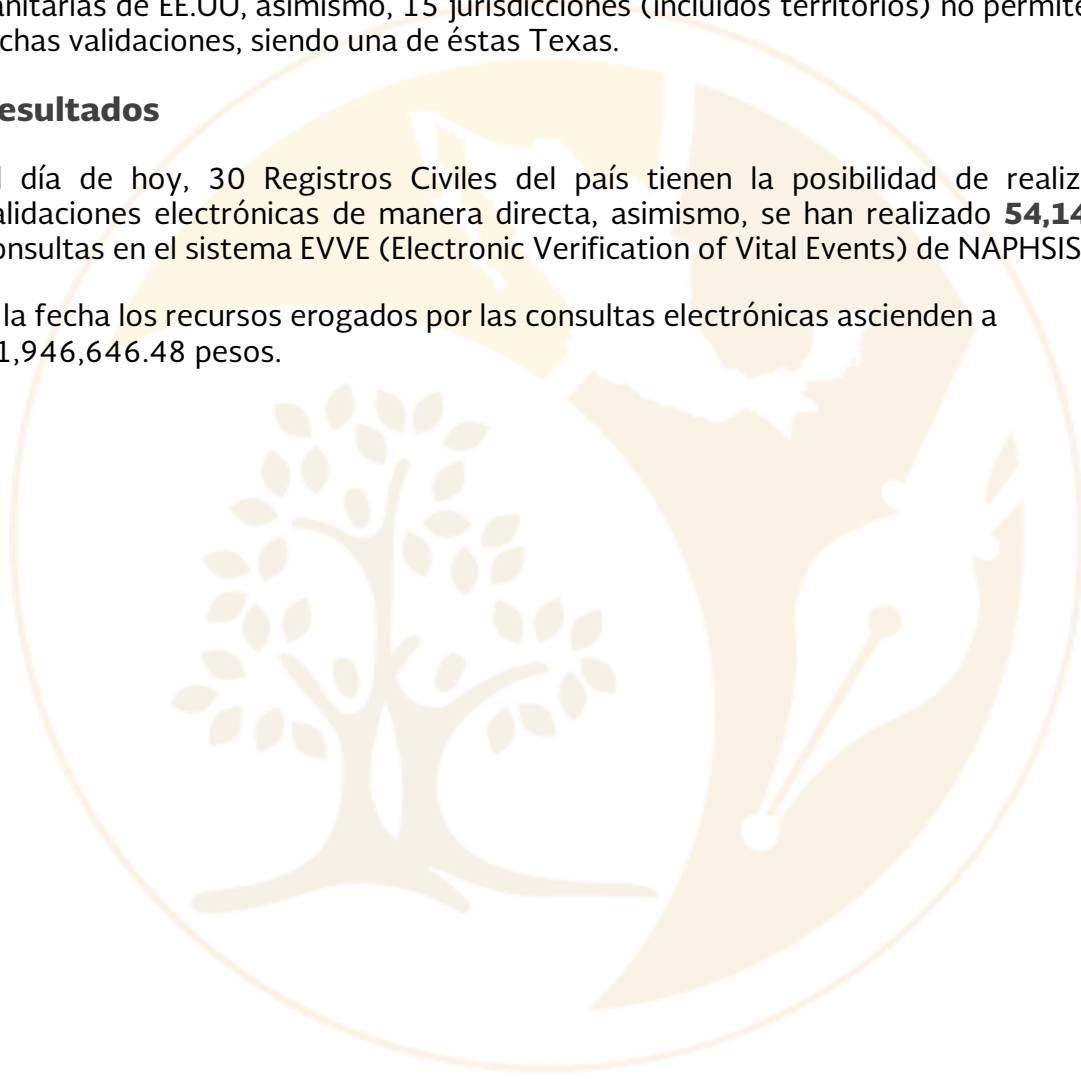 anitarias de EE.UU, asimismo, 15 jurisdicciones (incluidos territorios) no permite
chas validaciones, siendo una de éstas Texas.
esultados
día de hoy, 30 Registros Civiles del país tienen la posibilidad de realiz
alidaciones electrónicas de manera directa, asimismo, se han realizado 54,14
onsultas en el sistema EVVE (Electronic Verification of Vital Events) de NAPHSIS
la fecha los recursos erogados por las consultas electrónicas ascienden a
1,946,646.48 pesos.